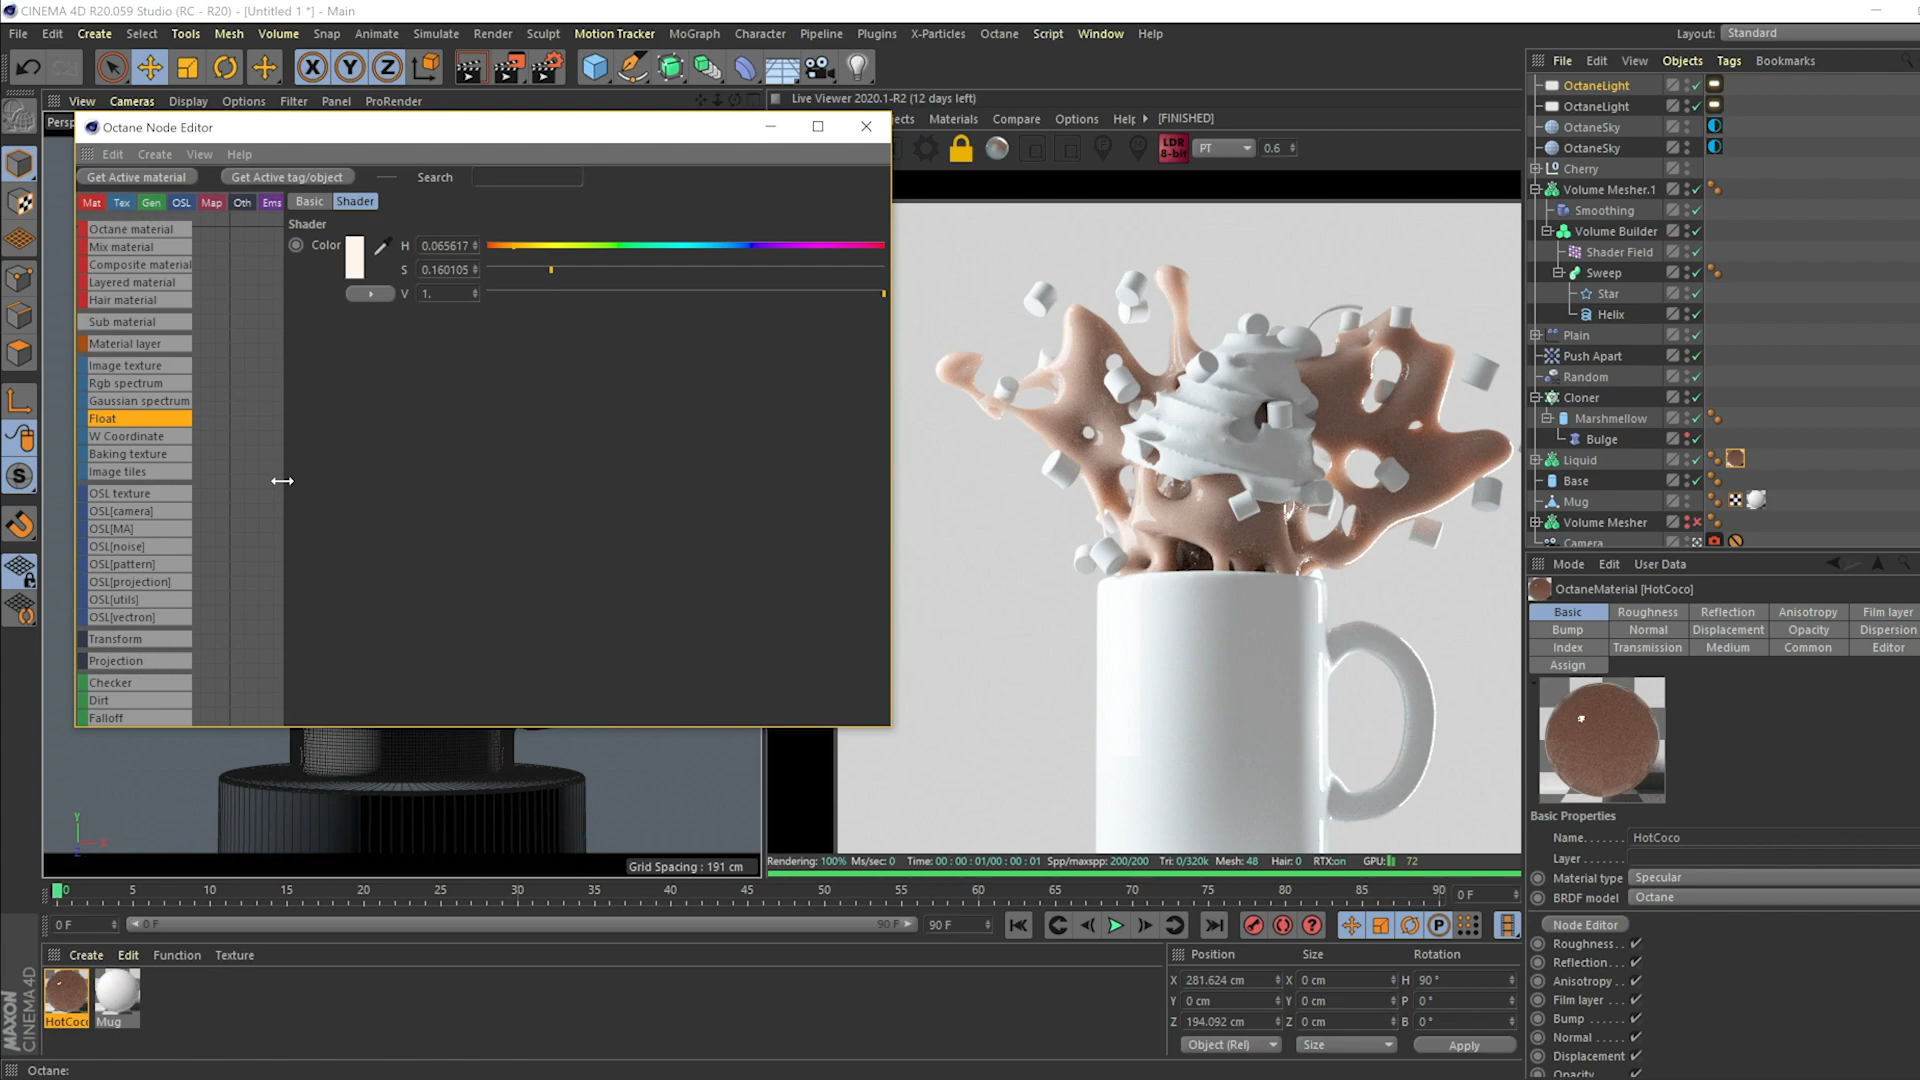 CINEMA 4D R20.059 Studio (RC - R20) - [Untitled 1 *] - Main
File Edit Create Select Tools Mesh Volume Snap Animate Simulate Render Sculpt Motion Tracker MoGraph Character Pipeline Plugins X-Particles Octane Script Window Help
Layout: Standard
X Y Z
File Edit View Objects Tags Bookmarks
View Cameras Display Options Filter Panel ProRender
Live Viewer 2020.1-R2 (12 days left)
Materials Compare Options Help [FINISHED]
LDR
8-bit
PT
0.6
Octane Node Editor
Edit Create View Help
Get Active material
Get Active tag/object
Search
Mat Tex Gen OSL Map Oth Ems
Basic Shader
Shader
Color
H 0.065617
S 0.160105
V 1.
Octane material
Mix material
Composite material
Layered material
Hair material
Sub material
Material layer
Image texture
Rgb spectrum
Gaussian spectrum
Float
W Coordinate
Baking texture
Image tiles
OSL texture
OSL[camera]
OSL[MA]
OSL[noise]
OSL[pattern]
OSL[projection]
OSL[utils]
OSL[vectron]
Transform
Projection
Checker
Dirt
Falloff
S
Y
Grid Spacing : 191 cm
Rendering: 100% Ms/sec: 0 Time: 00 : 00 : 01/00 : 00 : 01 Spp/maxspp: 200/200 Tri: 0/320k Mesh: 48 Hair: 0 RTX:on GPU: 72
OctaneLight
OctaneLight
OctaneSky
OctaneSky
Cherry
Volume Mesher.1
Smoothing
Volume Builder
Shader Field
Sweep
Star
Helix
Plain
Push Apart
Random
Cloner
Marshmellow
Bulge
Liquid
Base
Mug
Volume Mesher
Camera
Mode Edit User Data
OctaneMaterial [HotCoco]
Basic Roughness Reflection Anisotropy Film layer
Bump Normal Displacement Opacity Dispersion
Index Transmission Medium Common Editor
Assign
Basic Properties
Name HotCoco
Layer
Material type Specular
BRDF model Octane
Node Editor
Roughness
Reflection
Anisotropy
Film layer
Bump
Normal
Displacement
Opacity
0 5 10 15 20 25 30 35 40 45 50 55 60 65 70 75 80 85 90 0 F
0 F 0 F 90 F 90 F
Create Edit Function Texture
HotCoco
Mug
Position Size Rotation
X 281.624 cm X 0 cm H 90 °
Y 0 cm Y 0 cm P 0 °
Z 194.092 cm Z 0 cm B 0 °
Object (Rel) Size Apply
MAXON
CINEMA 4D
Octane: